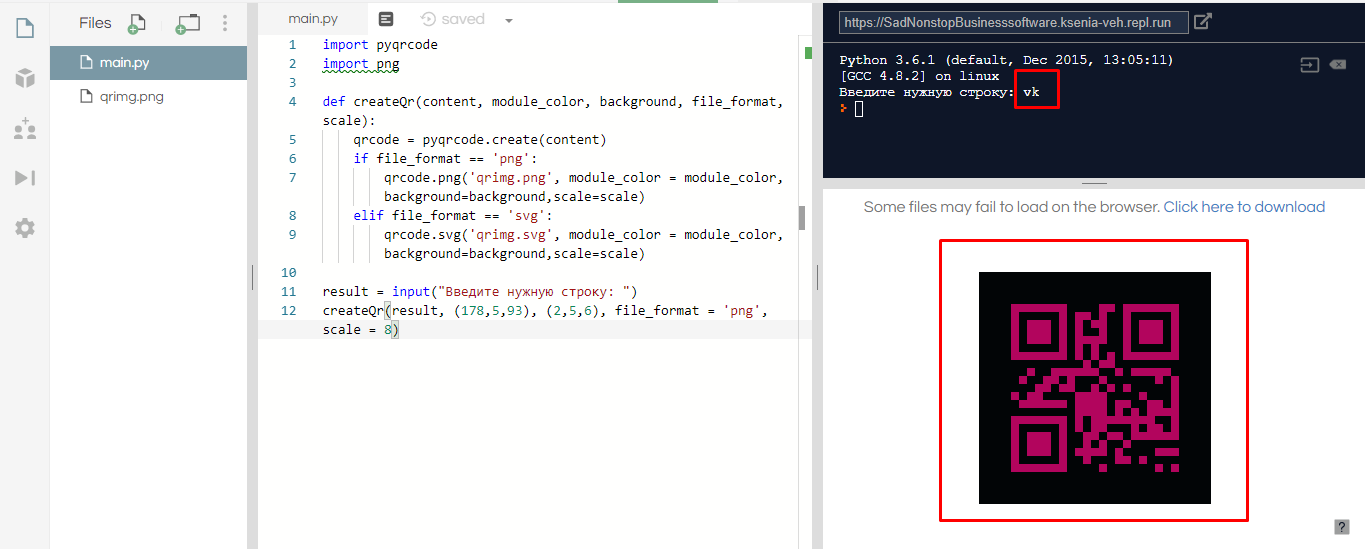 Files
main.py
qrimg.png
main.py
saved
1 import pyqrcode
2 import png
3
4 def createQr(content, module_color, background, file_format,
scale):
5 qrcode = pyqrcode.create(content)
6 if file_format == 'png':
7 qrcode.png('qrimg.png', module_color = module_color,
background=background,scale=scale)
8 elif file_format == 'svg':
9 qrcode.svg('qrimg.svg', module_color = module_color,
background=background,scale=scale)
10
11 result = input("Введите нужную строку: ")
12 createQr(result, (178,5,93), (2,5,6), file_format = 'png',
scale = 8)
https://SadNonstopBusinesssoftware.ksenia-veh.repl.run
Python 3.6.1 (default, Dec 2015, 13:05:11)
[GCC 4.8.2] on linux
Введите нужную строку: vk
Some files may fail to load on the browser. Click here to download
?